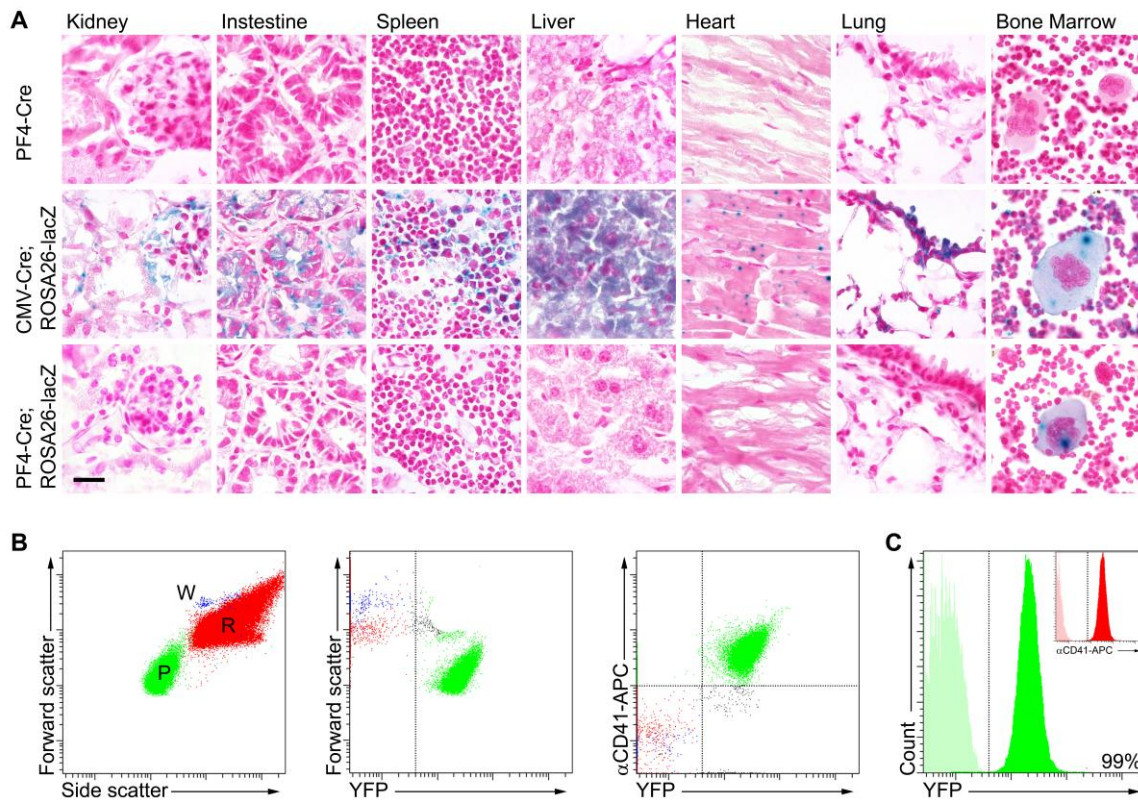 A
Kidney
Instestine
Spleen
Liver
Heart
Lung
Bone Marrow
PF4-Cre
CMV-Cre;
ROSA26-lacZ
PF4-Cre;
ROSA26-lacZ
B
Forward scatter
W
R
P
Side scatter
Forward scatter
YFP
αCD41-APC
YFP
C
Count
αCD41-APC
99%
YFP